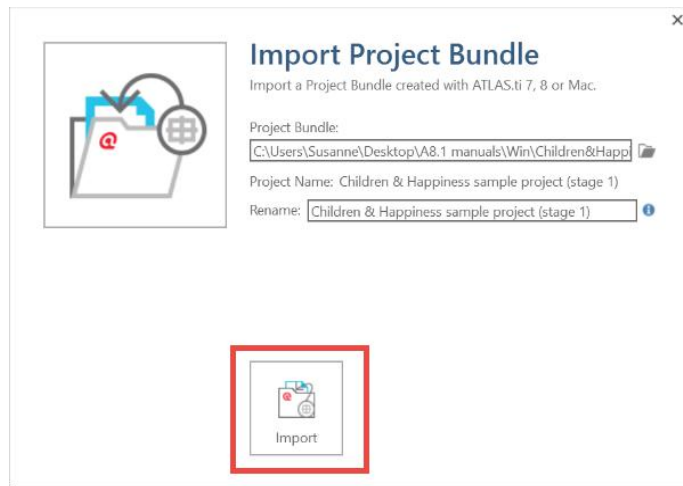 Import Project Bundle
Import a Project Bundle created with ATLAS.ti 7, 8 or Mac.
Project Bundle:
C:\Users\Susanne\Desktop\A8.1 manuals\Win\Children&Happ
Project Name: Children & Happiness sample project (stage 1)
Rename: Children & Happiness sample project (stage 1)
Import